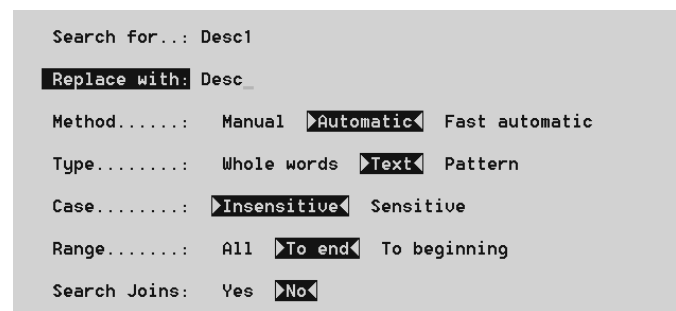 Search for..: Desc1
Replace with: Desc_
Method......: Manual ▶Automatic◀ Fast automatic
Type........: Whole words ▶Text◀ Pattern
Case........: ▶Insensitive◀ Sensitive
Range.......: All ▶To end◀ To beginning
Search Joins: Yes ▶No◀